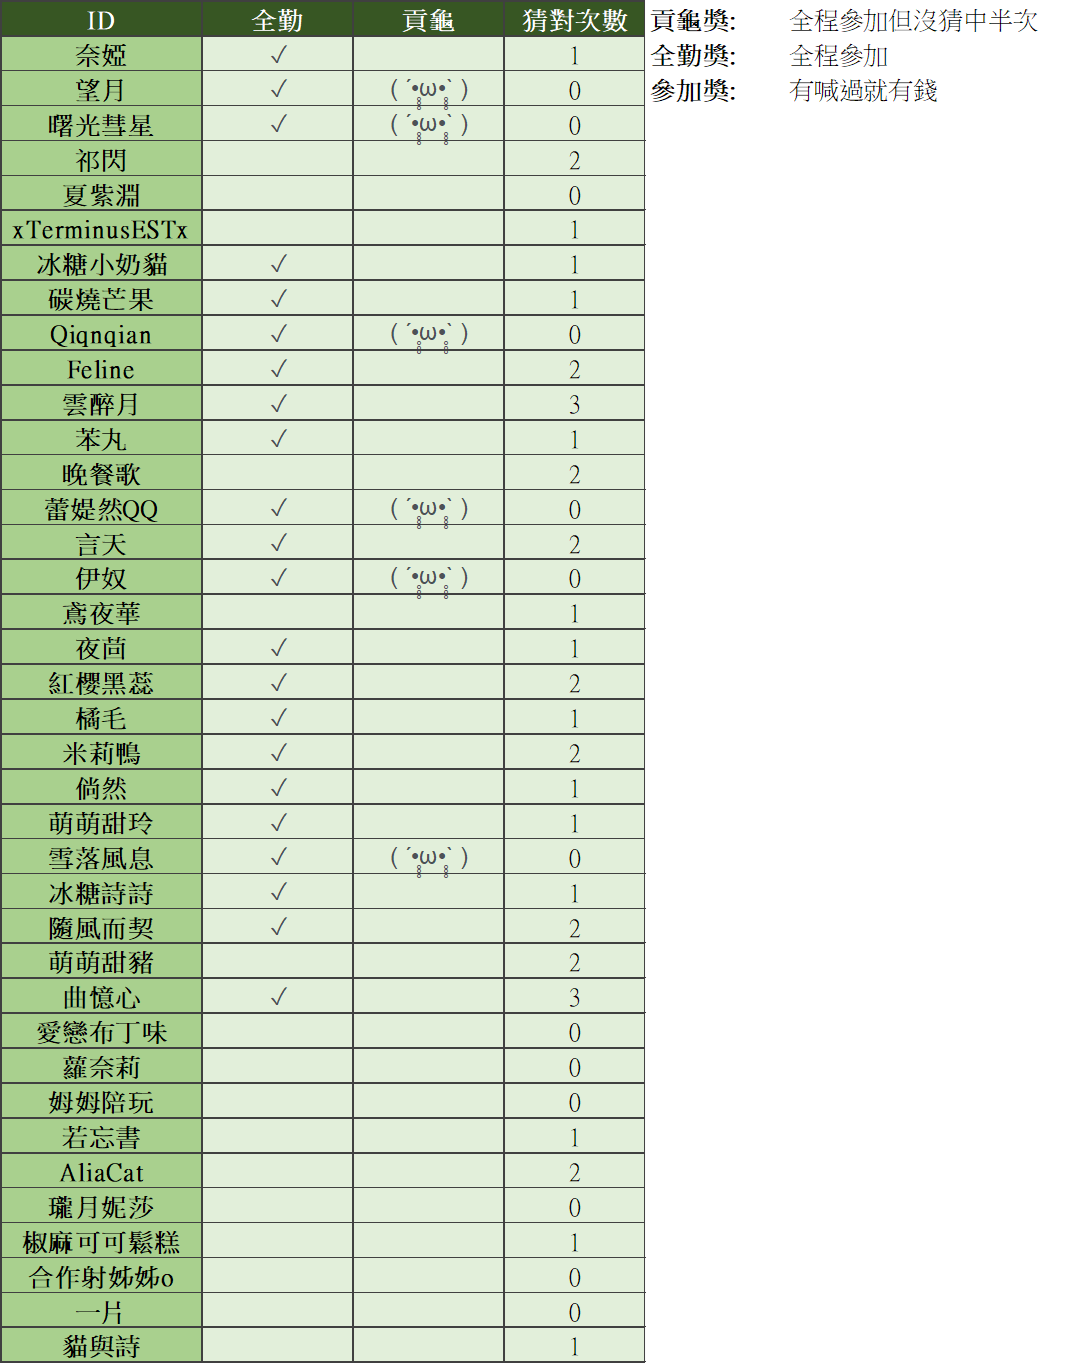 ID 全勤 貢龜 猜對次數 貢龜獎: 全程參加但沒猜中半次
奈婭 ✓ 1 全勤獎: 全程參加
望月 ✓ ( ´•̥̥̥ω•̥̥̥` ) 0 參加獎: 有喊過就有錢
曙光彗星 ✓ ( ´•̥̥̥ω•̥̥̥` ) 0
祁閃 2
夏紫淵 0
xTerminusESTx 1
冰糖小奶貓 ✓ 1
碳燒芒果 ✓ 1
Qiqnqian ✓ ( ´•̥̥̥ω•̥̥̥` ) 0
Feline ✓ 2
雲醉月 ✓ 3
苯丸 ✓ 1
晚餐歌 2
蕾媞然QQ ✓ ( ´•̥̥̥ω•̥̥̥` ) 0
言天 ✓ 2
伊奴 ✓ ( ´•̥̥̥ω•̥̥̥` ) 0
鳶夜華 1
夜茴 ✓ 1
紅櫻黑蕊 ✓ 2
橘毛 ✓ 1
米莉鴨 ✓ 2
倘然 ✓ 1
萌萌甜玲 ✓ 1
雪落風息 ✓ ( ´•̥̥̥ω•̥̥̥` ) 0
冰糖詩詩 ✓ 1
隨風而契 ✓ 2
萌萌甜豬 2
曲憶心 ✓ 3
愛戀布丁味 0
蘿奈莉 0
姆姆陪玩 0
若忘書 1
AliaCat 2
瓏月妮莎 0
椒麻可可鬆糕 1
合作射姊姊o 0
一片 0
貓與詩 1